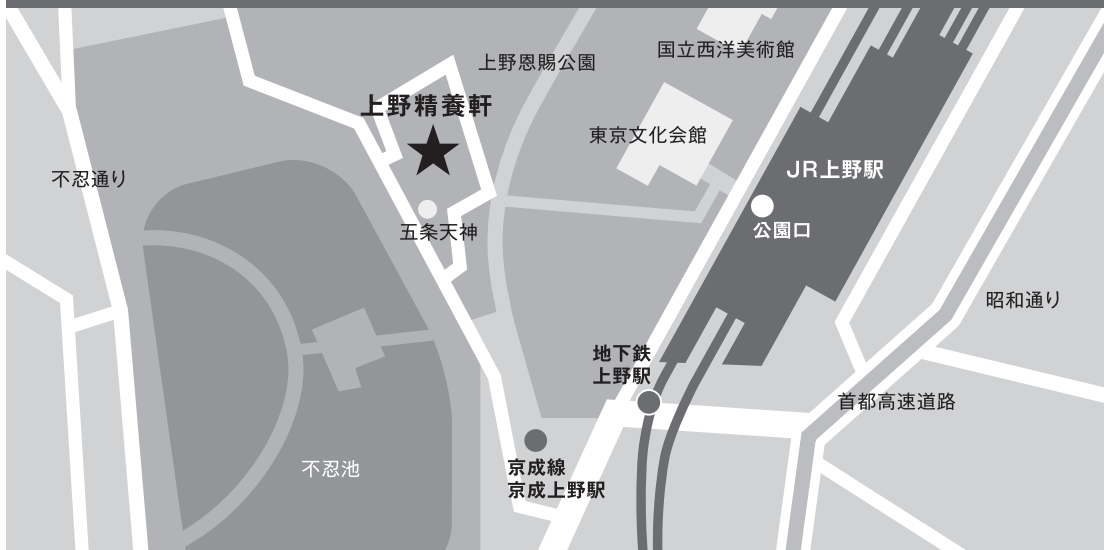 国立西洋美術館
上野恩賜公園
上野精養軒
東京文化会館
JR上野駅
不忍通り
公園口
五条天神
昭和通り
地下鉄
上野駅
首都高速道路
不忍池
京成線
京成上野駅